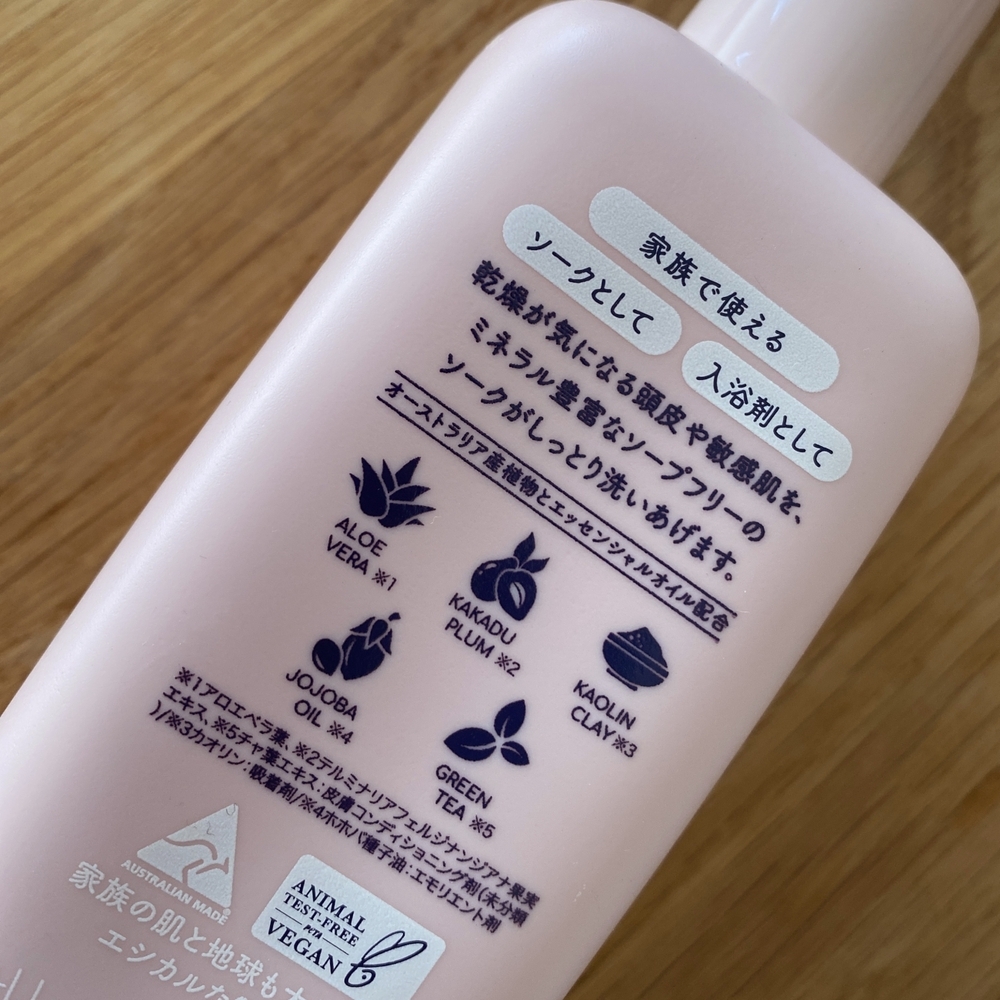 家族で使える
ソークとして
入浴剤として
乾燥が気になる頭皮や敏感肌を、
ミネラル豊富なソープフリーの
ソークがしっとり洗いあげます。
オーストラリア産植物とエッセンシャルオイル配合
ALOE
VERA ※1
KAKADU
PLUM ※2
KAOLIN
CLAY ※3
JOJOBA
OIL ※4
GREEN
TEA ※5
※1アロエベラ葉、※2テルミナリアフェルジナンジアナ果実
エキス、※5チャ葉エキス：皮膚コンディショニング剤(未分類
)/※3カオリン：吸着剤/※4ホホバ種子油：エモリエント剤
AUSTRALIAN MADE
ANIMAL
TEST-FREE
PETA
VEGAN
家族の肌と地球も
エシカルな